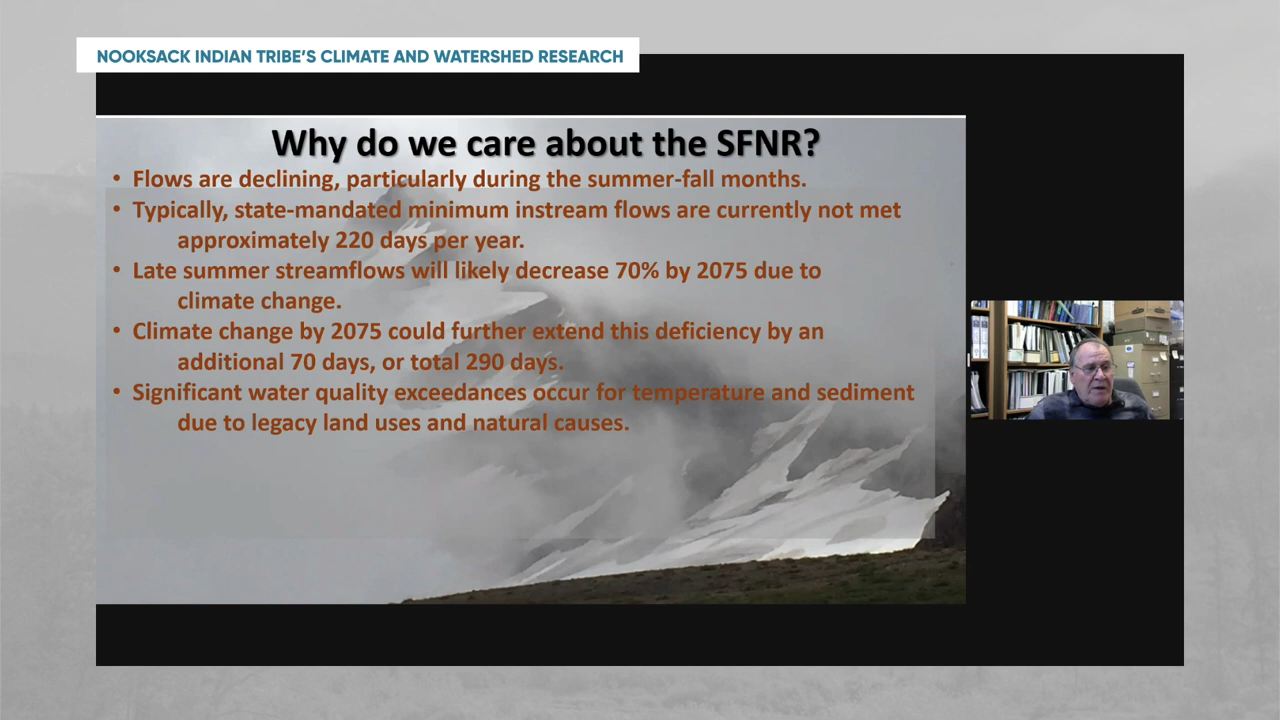 NOOKSACK INDIAN TRIBE'S CLIMATE AND WATERSHED RESEARCH
Why do we care about the SFNR?
• Flows are declining, particularly during the summer-fall months.
• Typically, state-mandated minimum instream flows are currently not met
approximately 220 days per year.
• Late summer streamflows will likely decrease 70% by 2075 due to
climate change.
• Climate change by 2075 could further extend this deficiency by an
additional 70 days, or total 290 days.
• Significant water quality exceedances occur for temperature and sediment
due to legacy land uses and natural causes.